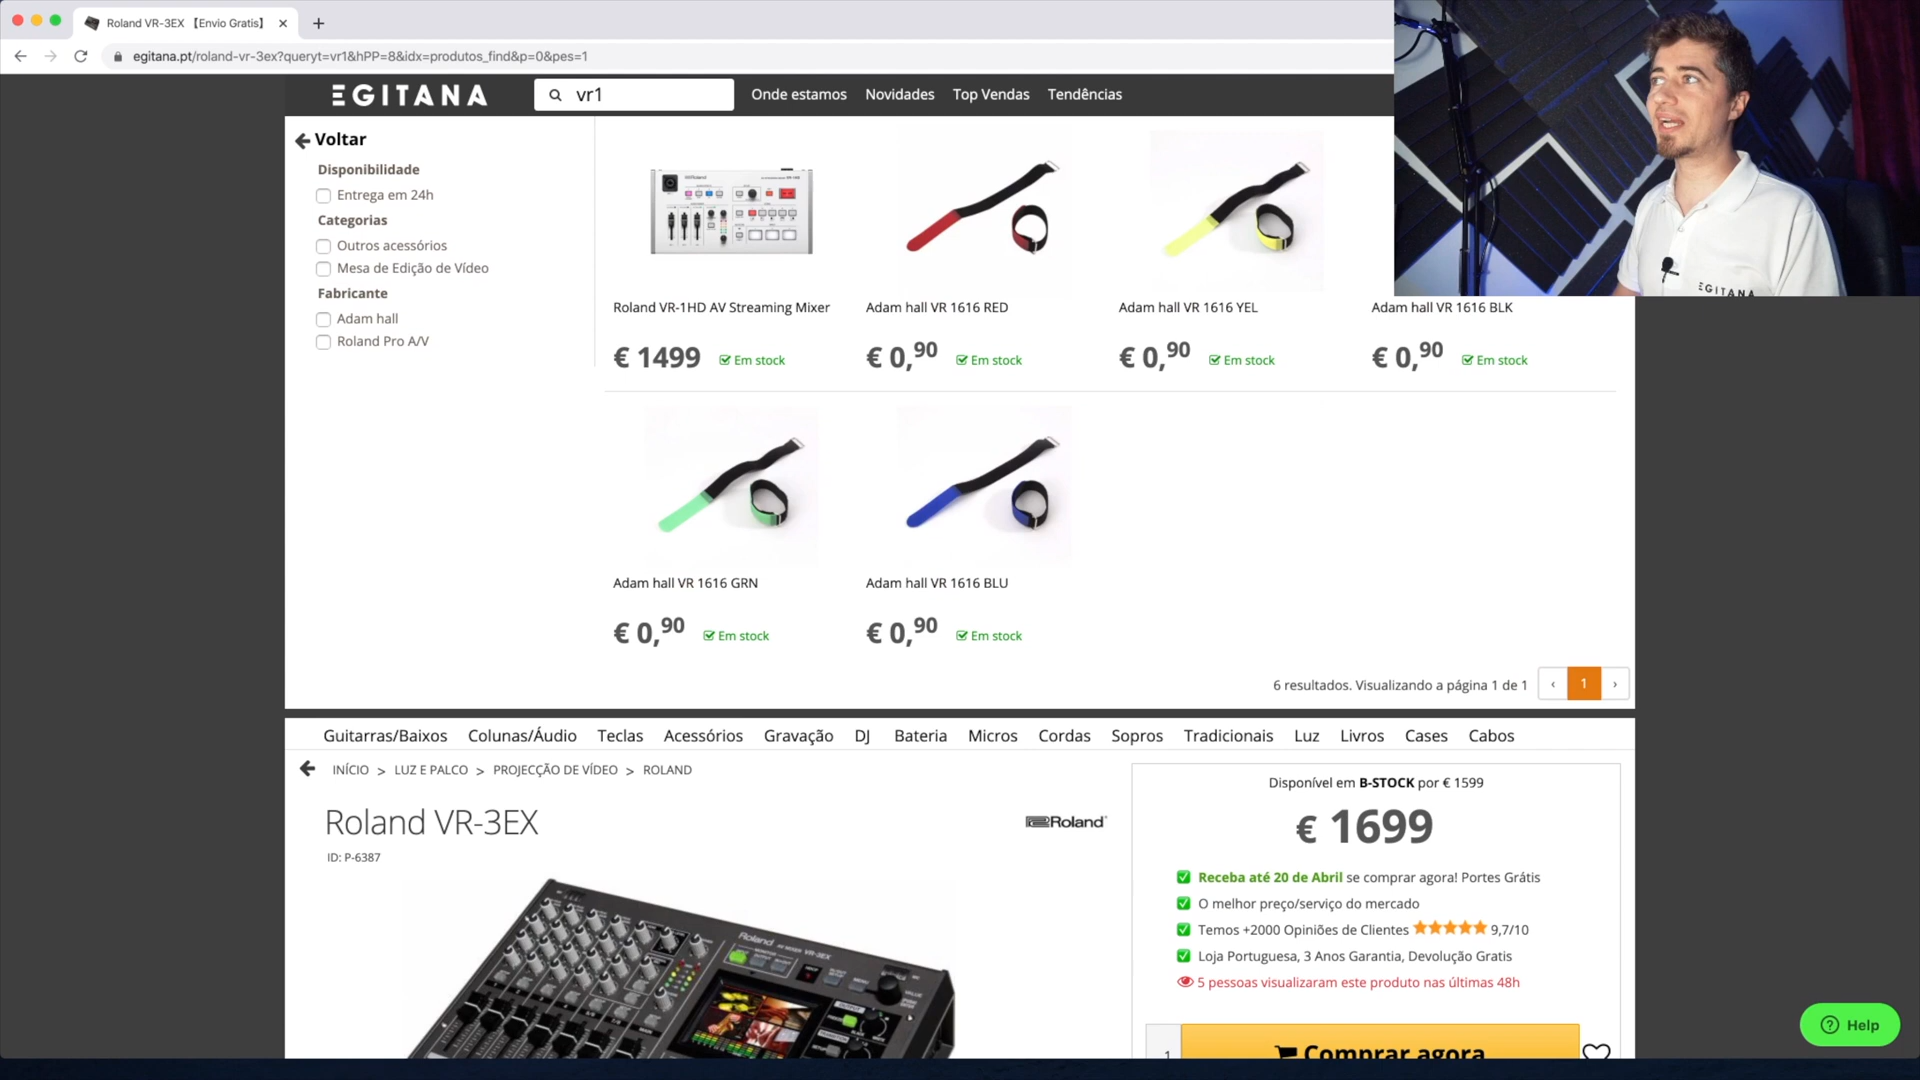 Roland VR-3EX 【Envio Gratis】
egitana.pt/roland-vr-3ex?queryt=vr1&hPP=8&idx=produtos_find&p=0&pes=1
EGITANA
vr1
Onde estamos Novidades Top Vendas Tendências
Voltar
Disponibilidade
Entrega em 24h
Categorias
Outros acessórios
Mesa de Edição de Vídeo
Fabricante
Adam hall
Roland Pro A/V
Roland VR-1HD AV Streaming Mixer
€ 1499 Em stock
Adam hall VR 1616 RED
€ 0,90 Em stock
Adam hall VR 1616 YEL
€ 0,90 Em stock
Adam hall VR 1616 BLK
€ 0,90 Em stock
Adam hall VR 1616 GRN
€ 0,90 Em stock
Adam hall VR 1616 BLU
€ 0,90 Em stock
EGITANA
6 resultados. Visualizando a página 1 de 1 ‹ 1 ›
Guitarras/Baixos Colunas/Áudio Teclas Acessórios Gravação DJ Bateria Micros Cordas Sopros Tradicionais Luz Livros Cases Cabos
INÍCIO > LUZ E PALCO > PROJECÇÃO DE VÍDEO > ROLAND
Roland VR-3EX
ID: P-6387
Roland
Roland AV MIXER VR-3EX
Disponível em B-STOCK por € 1599
€ 1699
Receba até 20 de Abril se comprar agora! Portes Grátis
O melhor preço/serviço do mercado
Temos +2000 Opiniões de Clientes 9,7/10
Loja Portuguesa, 3 Anos Garantia, Devolução Gratis
5 pessoas visualizaram este produto nas últimas 48h
1 Comprar agora
Help